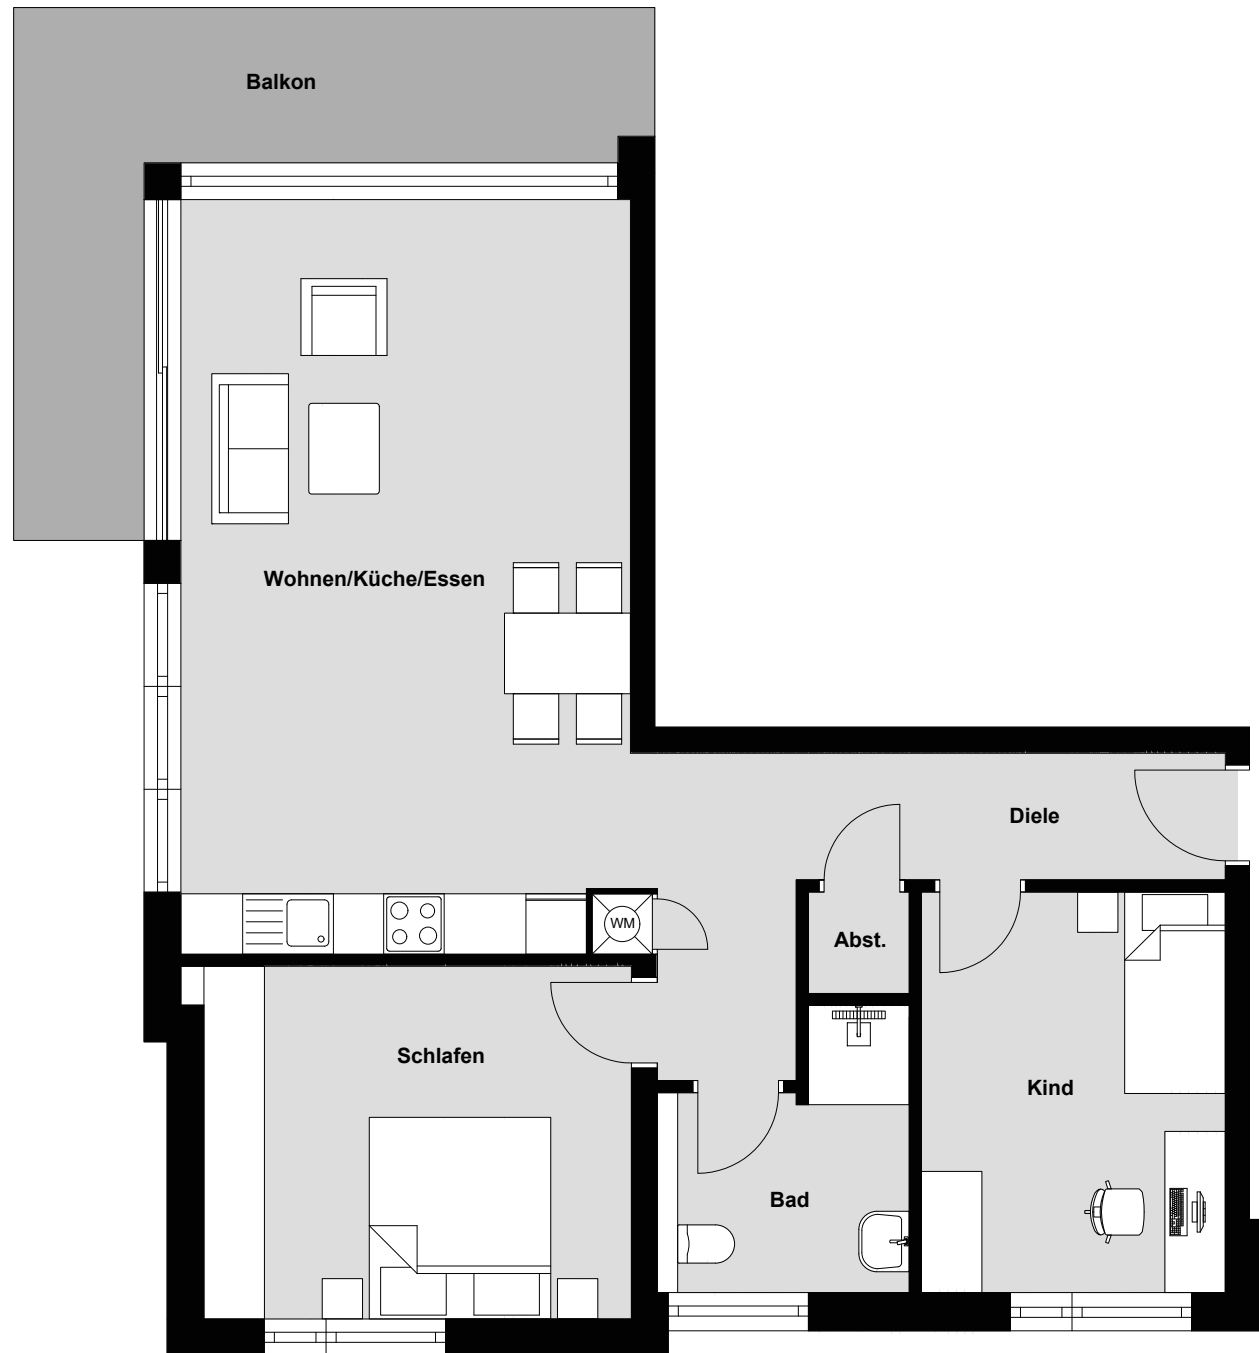 Balkon
Wohnen/Küche/Essen
Diele
WM
Abst.
Schlafen
Kind
Bad